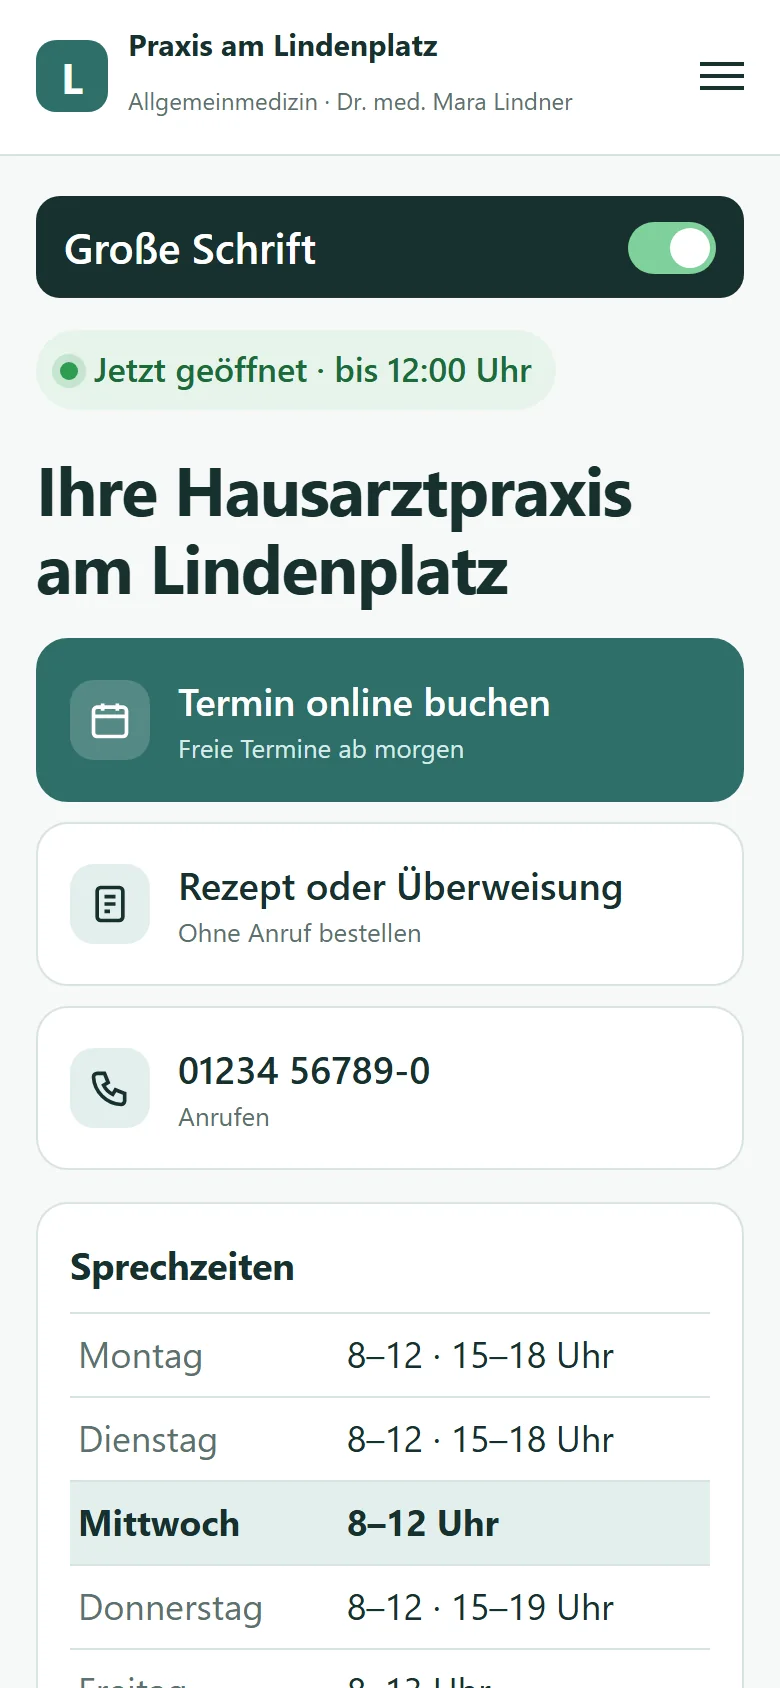 L
Praxis am Lindenplatz
Allgemeinmedizin · Dr. med. Mara Lindner
Große Schrift
Jetzt geöffnet · bis 12:00 Uhr
Ihre Hausarztpraxis
am Lindenplatz
Termin online buchen
Freie Termine ab morgen
Rezept oder Überweisung
Ohne Anruf bestellen
01234 56789-0
Anrufen
Sprechzeiten
Montag 8–12 · 15–18 Uhr
Dienstag 8–12 · 15–18 Uhr
Mittwoch 8–12 Uhr
Donnerstag 8–12 · 15–19 Uhr
Freitag